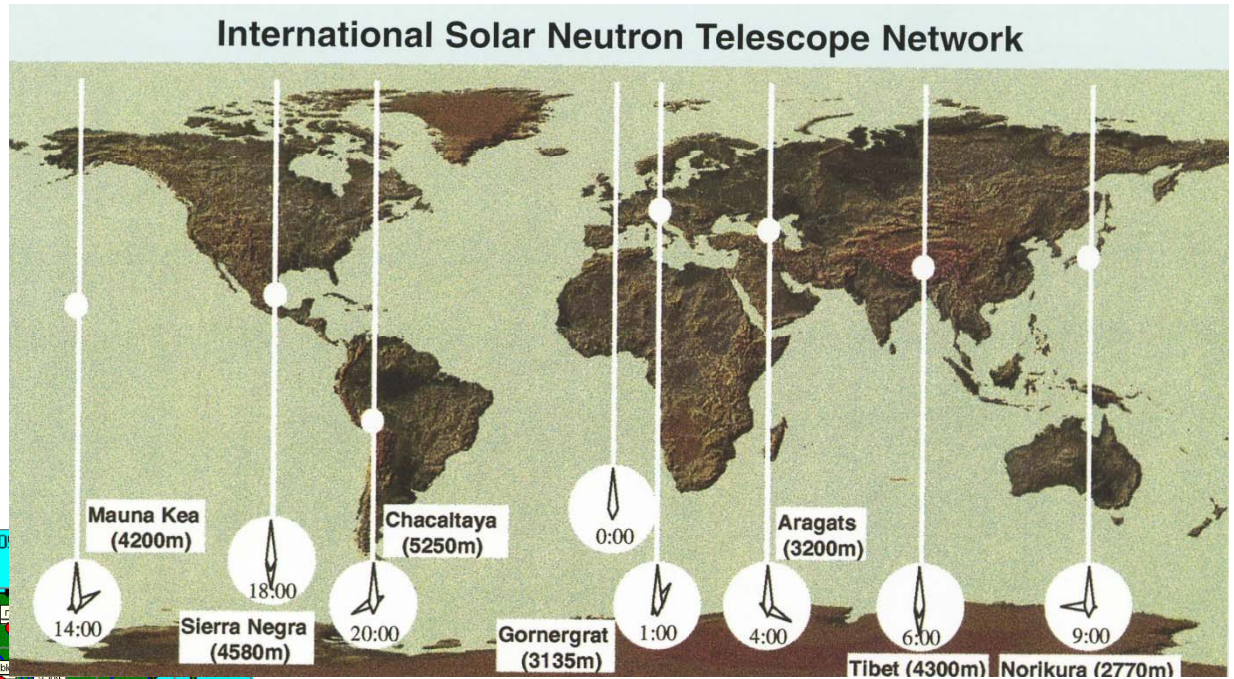 International Solar Neutron Telescope Network
Mauna Kea
(4200m)
14:00
18:00
Sierra Negra
(4580m)
Chacaltaya
(5250m)
20:00
0:00
Gornergrat
(3135m)
1:00
Aragats
(3200m)
4:00
6:00
Tibet (4300m)
9:00
Norikura (2770m)